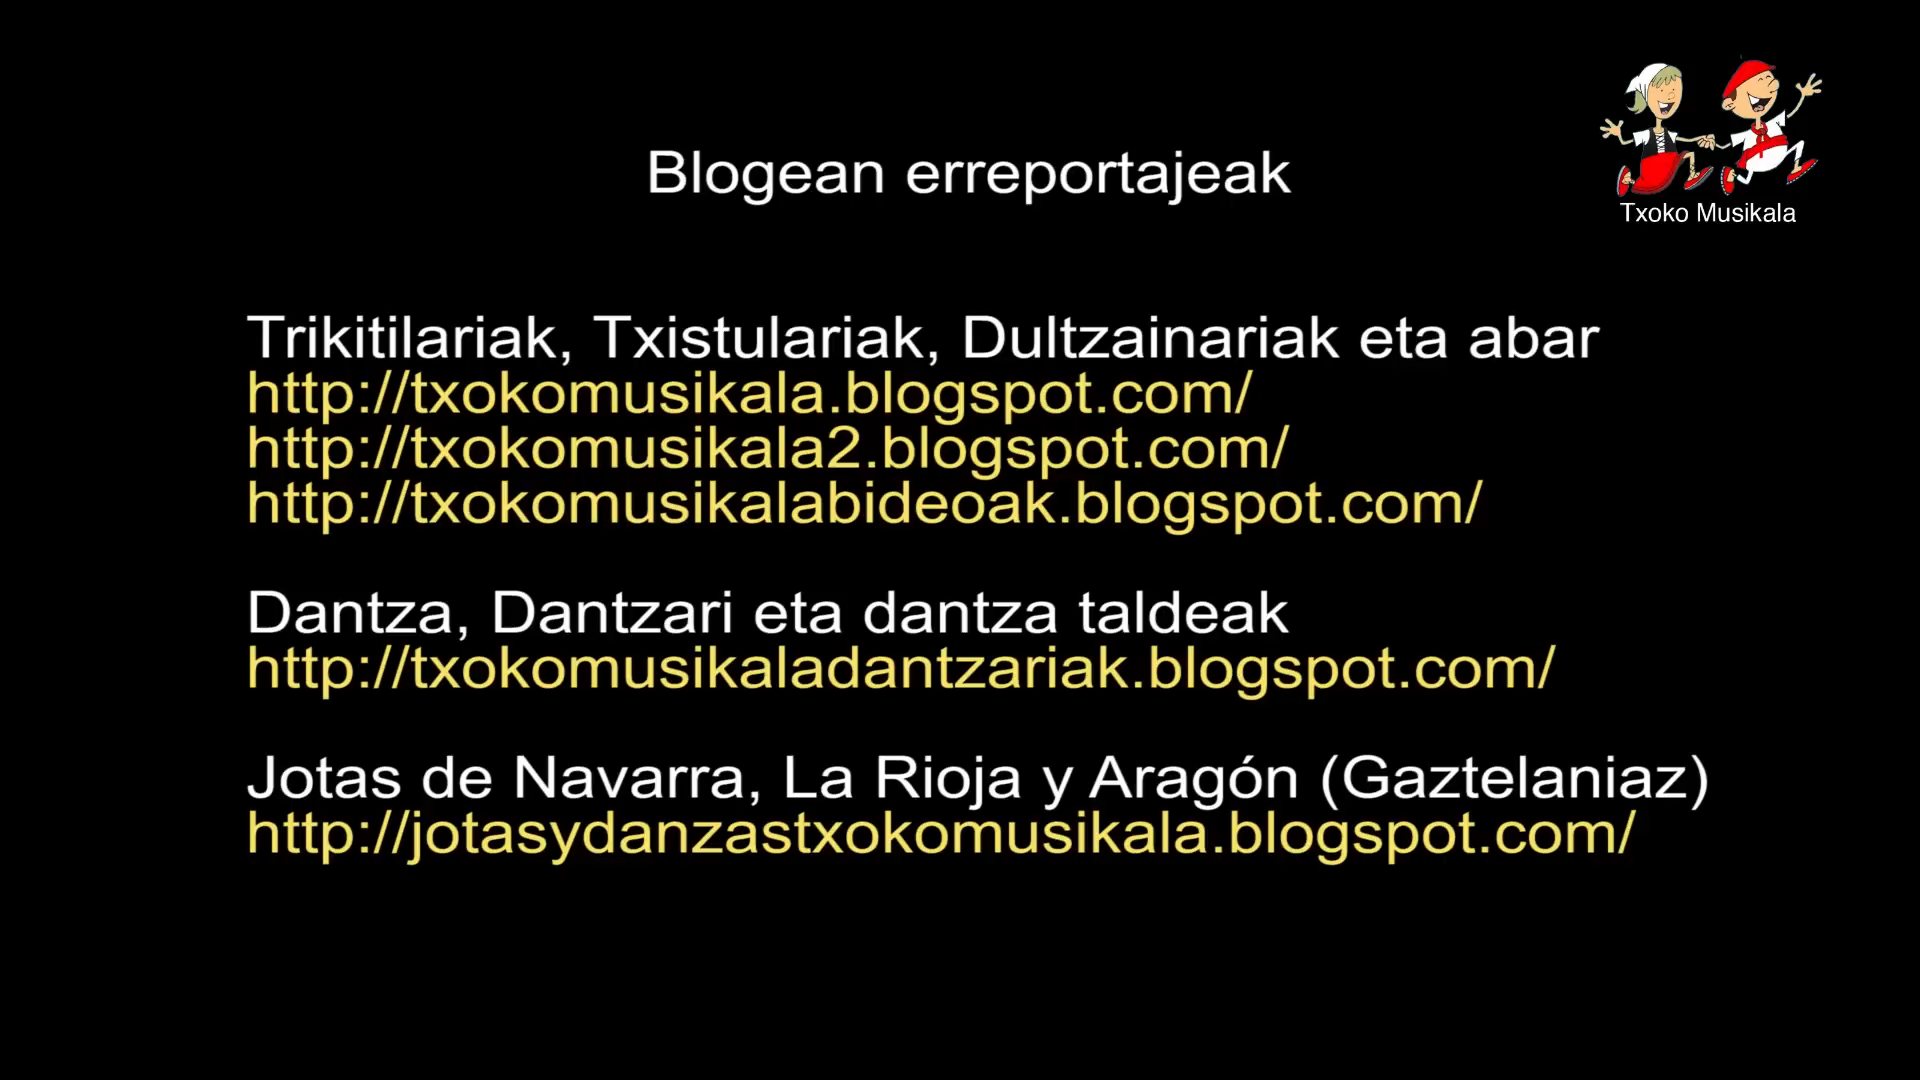 Blogean erreportajeak
Txoko Musikala
Trikitilariak, Txistulariak, Dultzainariak eta abar
http://txokomusikala.blogspot.com/
http://txokomusikala2.blogspot.com/
http://txokomusikalabideoak.blogspot.com/
Dantza, Dantzari eta dantza taldeak
http://txokomusikaladantzariak.blogspot.com/
Jotas de Navarra, La Rioja y Aragón (Gaztelaniaz)
http://jotasydanzastxokomusikala.blogspot.com/